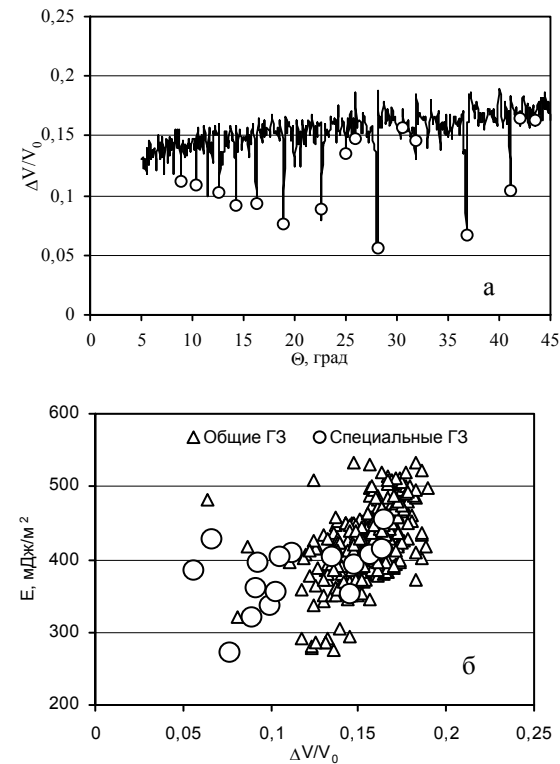 0,25
0,2
0,15
0,1
0,05
0
ΔV/V0
0 5 10 15 20 25 30 35 40 45
Θ, град
а
600
500
400
300
200
E, мДж/м²
Общие ГЗ Специальные ГЗ
б
0 0,05 0,1 0,15 0,2 0,25
ΔV/V0